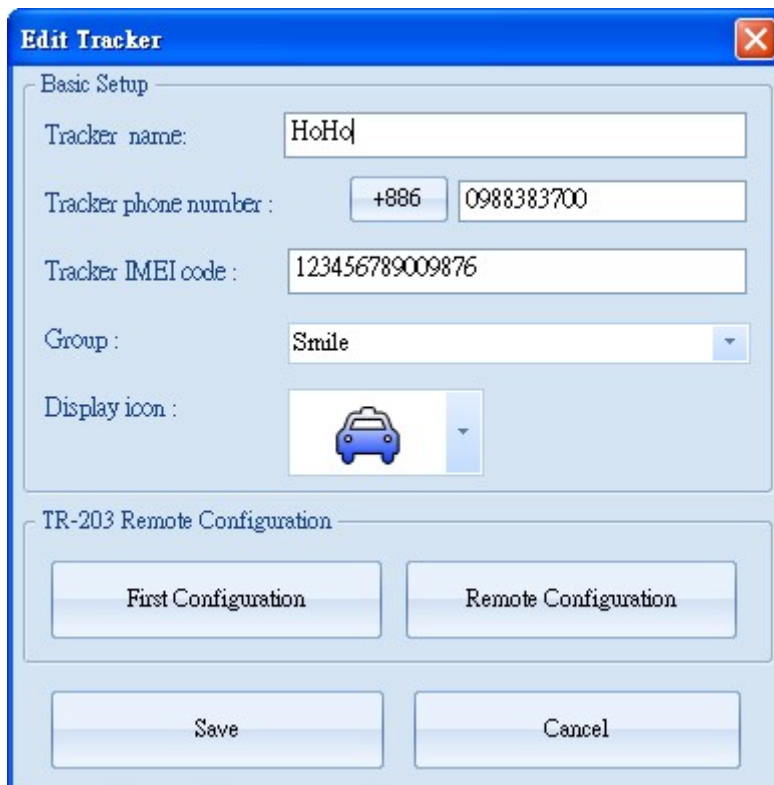 Edit Tracker
Basic Setup
Tracker name: HoHo
Tracker phone number : +886 0988383700
Tracker IMEI code : 123456789009876
Group : Smile
Display icon :
TR-203 Remote Configuration
First Configuration Remote Configuration
Save Cancel